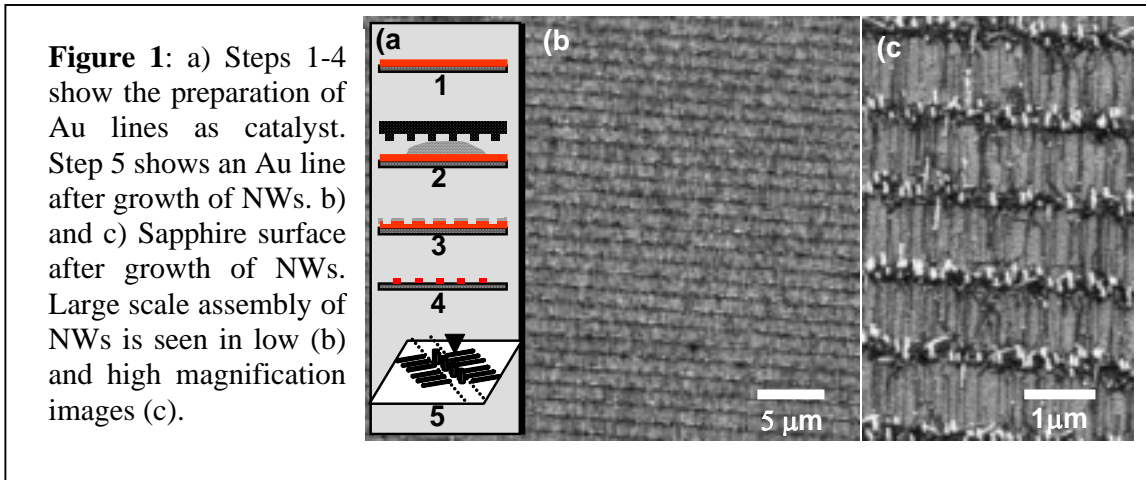 Figure 1: a) Steps 1-4
show the preparation of
Au lines as catalyst.
Step 5 shows an Au line
after growth of NWs. b)
and c) Sapphire surface
after growth of NWs.
Large scale assembly of
NWs is seen in low (b)
and high magnification
images (c).
(a
1
2
3
4
5
(b)
5 μm
(c)
1μm